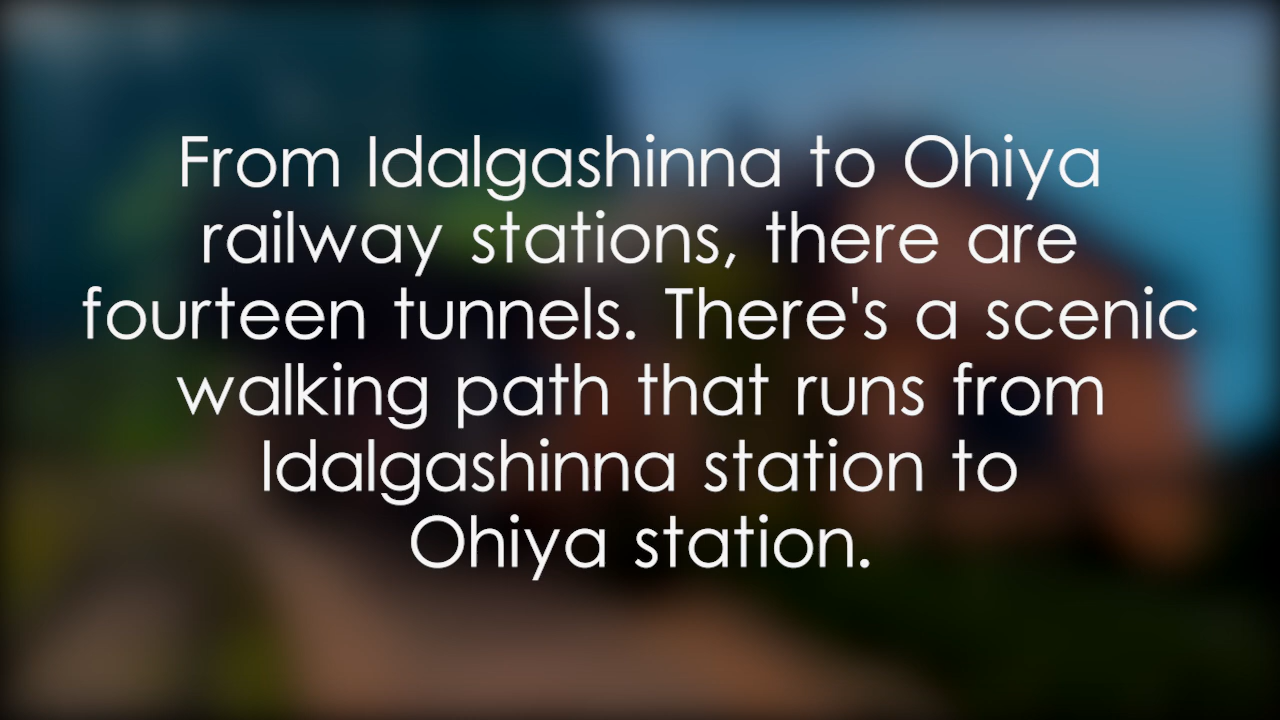 From Idalgashinna to Ohiya
railway stations, there are
fourteen tunnels. There's a scenic
walking path that runs from
Idalgashinna station to
Ohiya station.